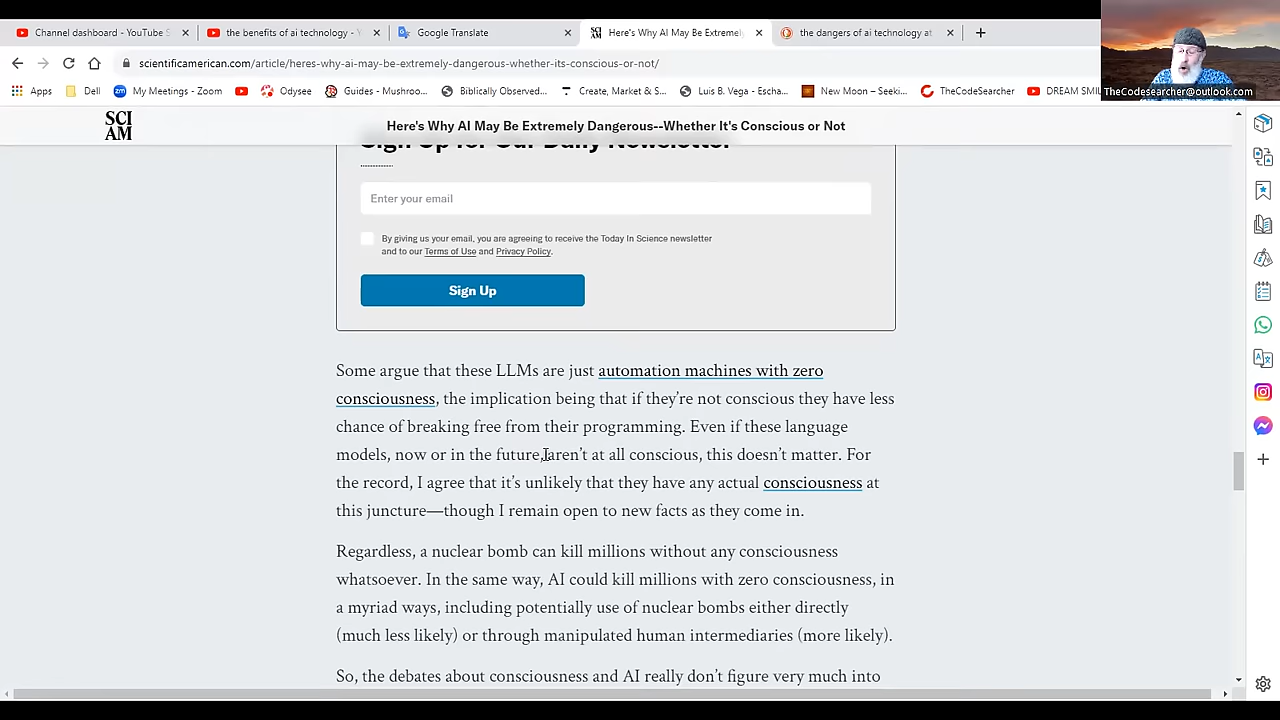 Channel dashboard - YouTube S
the benefits of ai technology - Y
Google Translate
Here's Why AI May Be Extremel
the dangers of ai technology at
scientificamerican.com/article/heres-why-ai-may-be-extremely-dangerous-whether-its-conscious-or-not/
Apps
Dell
My Meetings - Zoom
Odysee
Guides - Mushroo...
Biblically Observed...
Create, Market & S...
Luis B. Vega - Escha...
New Moon – Seeki...
TheCodesearcher
DREAM SMIL
TheCodesearcher@outlook.com
SCI
AM
Here's Why AI May Be Extremely Dangerous--Whether It's Conscious or Not
Sign Up for Our Daily Newsletter
Enter your email
By giving us your email, you are agreeing to receive the Today In Science newsletter
and to our Terms of Use and Privacy Policy.
Sign Up
Some argue that these LLMs are just automation machines with zero
consciousness, the implication being that if they're not conscious they have less
chance of breaking free from their programming. Even if these language
models, now or in the future, aren't at all conscious, this doesn't matter. For
the record, I agree that it's unlikely that they have any actual consciousness at
this juncture—though I remain open to new facts as they come in.
Regardless, a nuclear bomb can kill millions without any consciousness
whatsoever. In the same way, AI could kill millions with zero consciousness, in
a myriad ways, including potentially use of nuclear bombs either directly
(much less likely) or through manipulated human intermediaries (more likely).
So, the debates about consciousness and AI really don't figure very much into